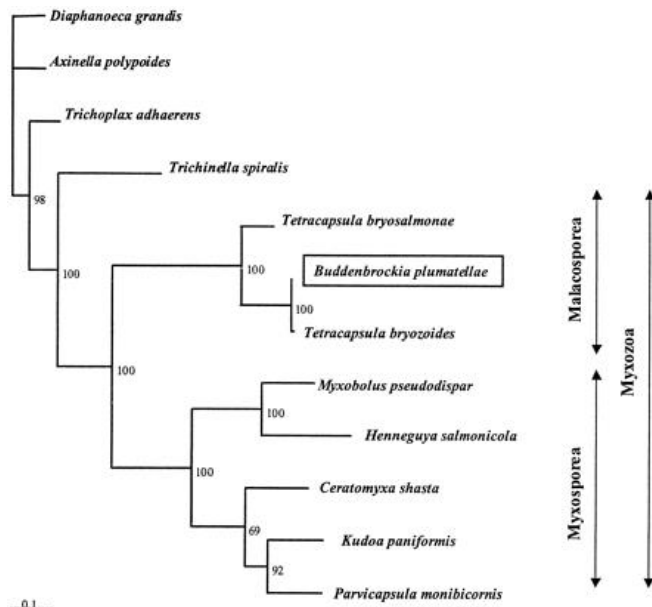 Diaphanoeca grandis
Axinella polypoides
Trichoplax adhaerens
Trichinella spiralis
98
Tetracapsula bryosalmonae
100
100
Buddenbrockia plumatellae
100
Tetracapsula bryozoides
100
Myxobolus pseudodispar
100
Henneguya salmonicola
100
Ceratomyxa shasta
69
Kudoa paniformis
92
Parvicapsula monibicornis
0.1
Malacosporea
Myxosporea
Myxozoa